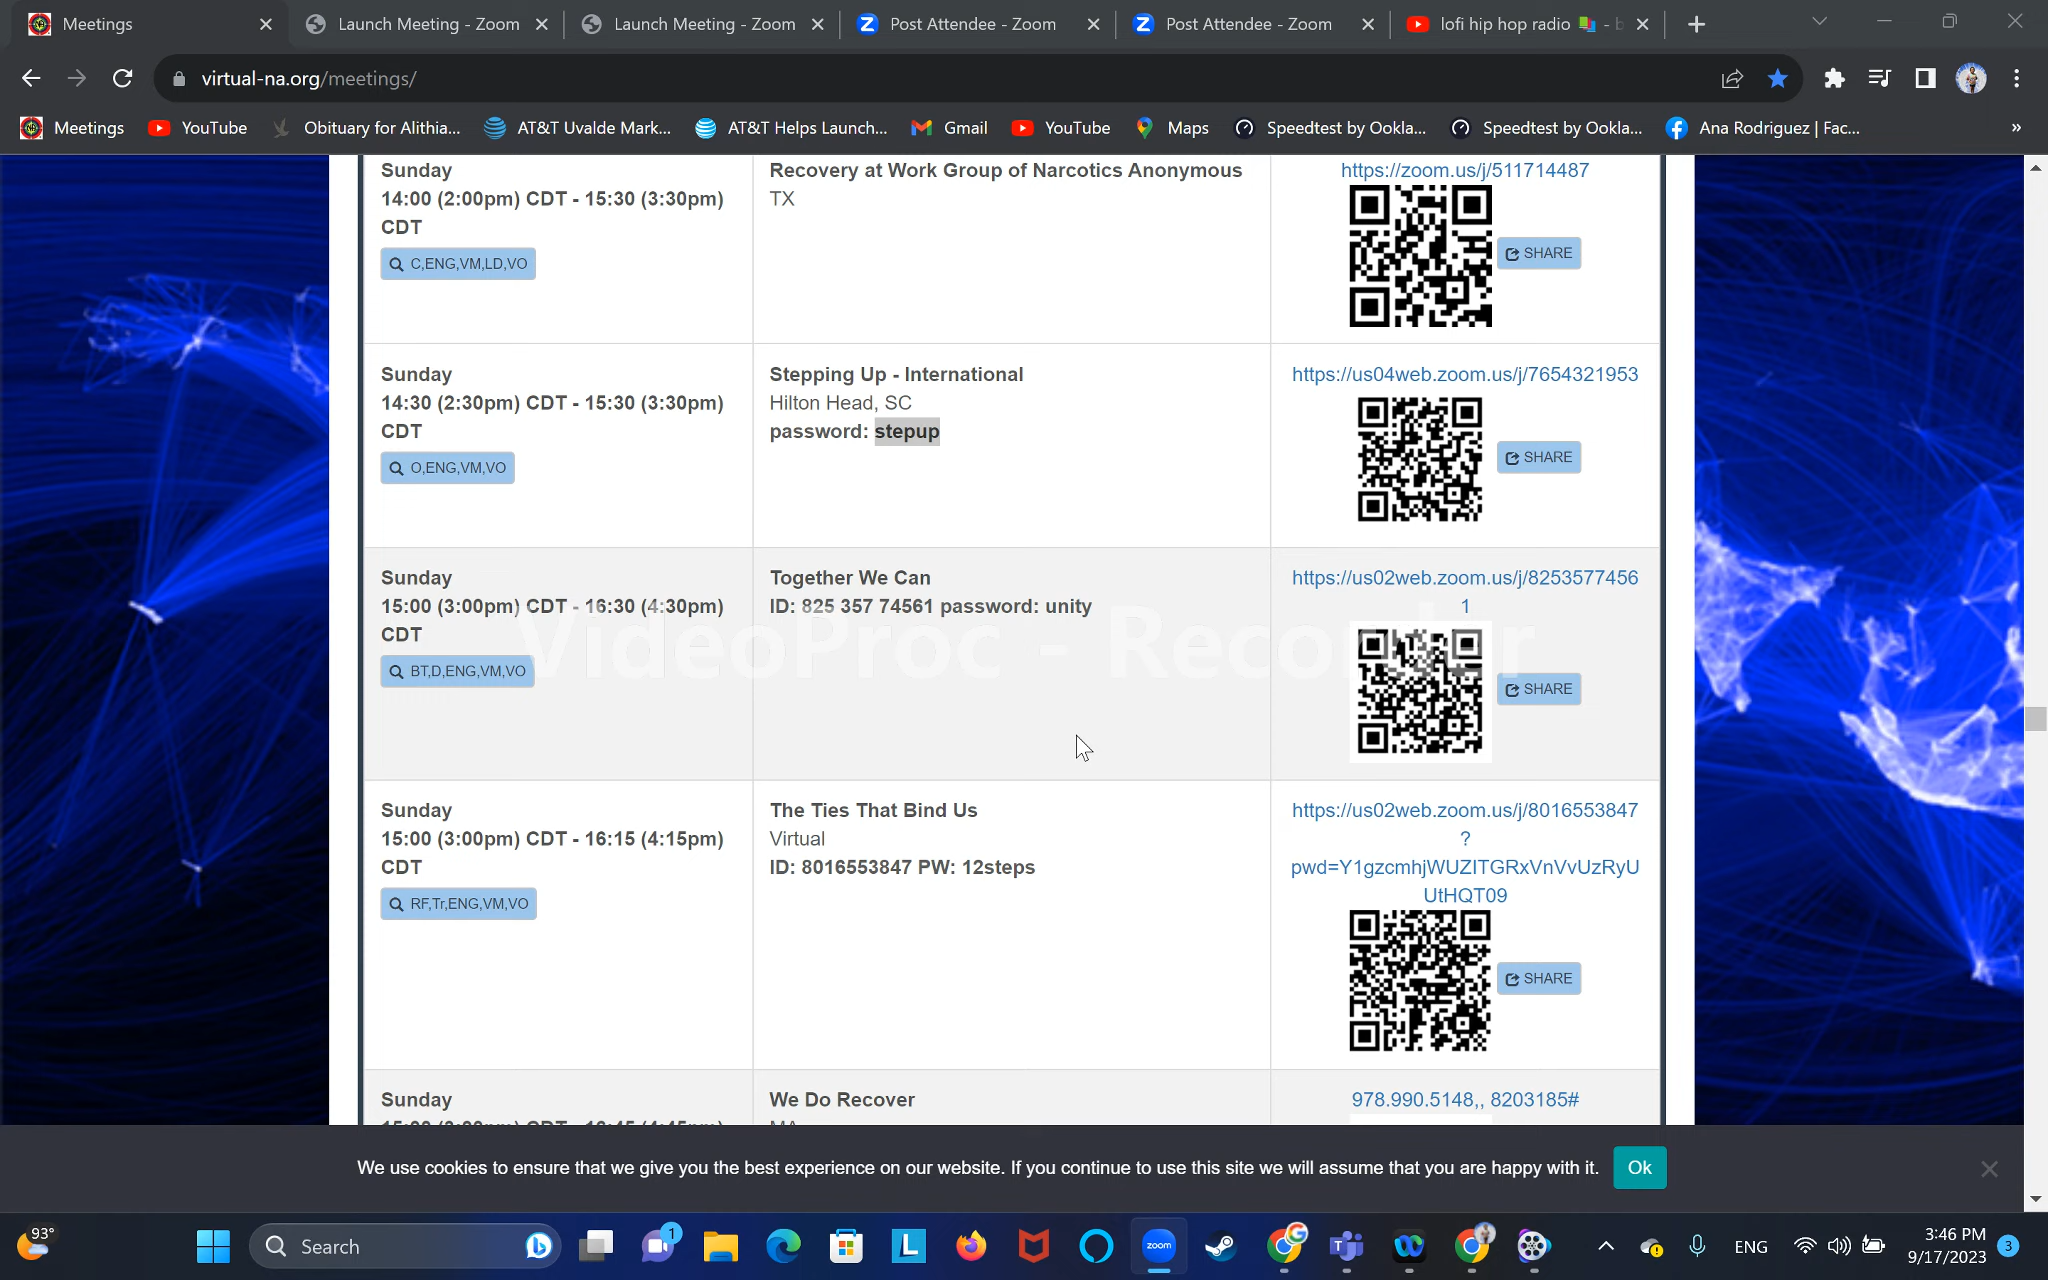 Meetings
Launch Meeting - Zoom
Launch Meeting - Zoom
Post Attendee - Zoom
Post Attendee - Zoom
lofi hip hop radio 📚 - b
virtual-na.org/meetings/
Meetings
YouTube
Obituary for Alithia...
AT&T Uvalde Mark...
AT&T Helps Launch...
Gmail
YouTube
Maps
Speedtest by Ookla...
Speedtest by Ookla...
Ana Rodriguez | Fac...
»
Sunday
14:00 (2:00pm) CDT - 15:30 (3:30pm)
CDT
C,ENG,VM,LD,VO
Recovery at Work Group of Narcotics Anonymous
TX
https://zoom.us/j/511714487
SHARE
Sunday
14:30 (2:30pm) CDT - 15:30 (3:30pm)
CDT
O,ENG,VM,VO
Stepping Up - International
Hilton Head, SC
password: stepup
https://us04web.zoom.us/j/7654321953
SHARE
Sunday
15:00 (3:00pm) CDT - 16:30 (4:30pm)
CDT
BT,D,ENG,VM,VO
Together We Can
ID: 825 357 74561 password: unity
https://us02web.zoom.us/j/8253577456
1
SHARE
VideoProc - Recorder
Sunday
15:00 (3:00pm) CDT - 16:15 (4:15pm)
CDT
RF,Tr,ENG,VM,VO
The Ties That Bind Us
Virtual
ID: 8016553847 PW: 12steps
https://us02web.zoom.us/j/8016553847
?
pwd=Y1gzcmhjWUZITGRxVnVvUzRyU
UtHQT09
SHARE
Sunday
We Do Recover
978.990.5148,, 8203185#
We use cookies to ensure that we give you the best experience on our website. If you continue to use this site we will assume that you are happy with it.
Ok
93°
Search
1
L
zoom
ENG
3:46 PM
9/17/2023
3